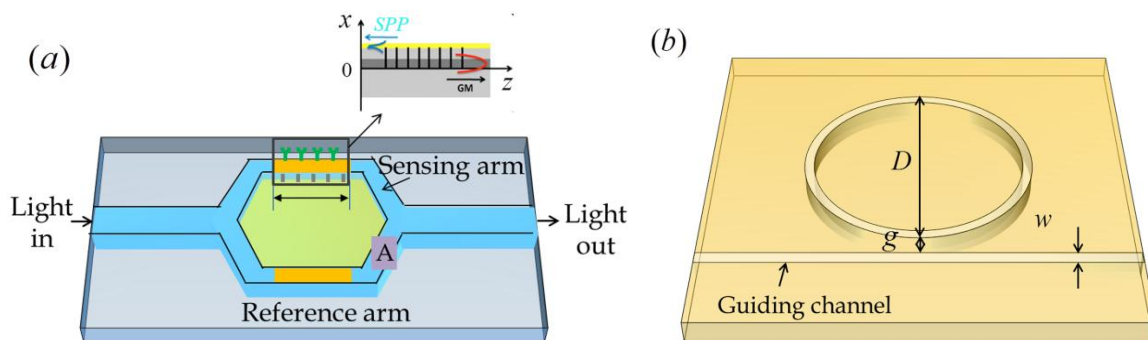 (a)
x
SPP
0
z
GM
Sensing arm
Light
in
Light
out
A
Reference arm
(b)
D
g
w
Guiding channel